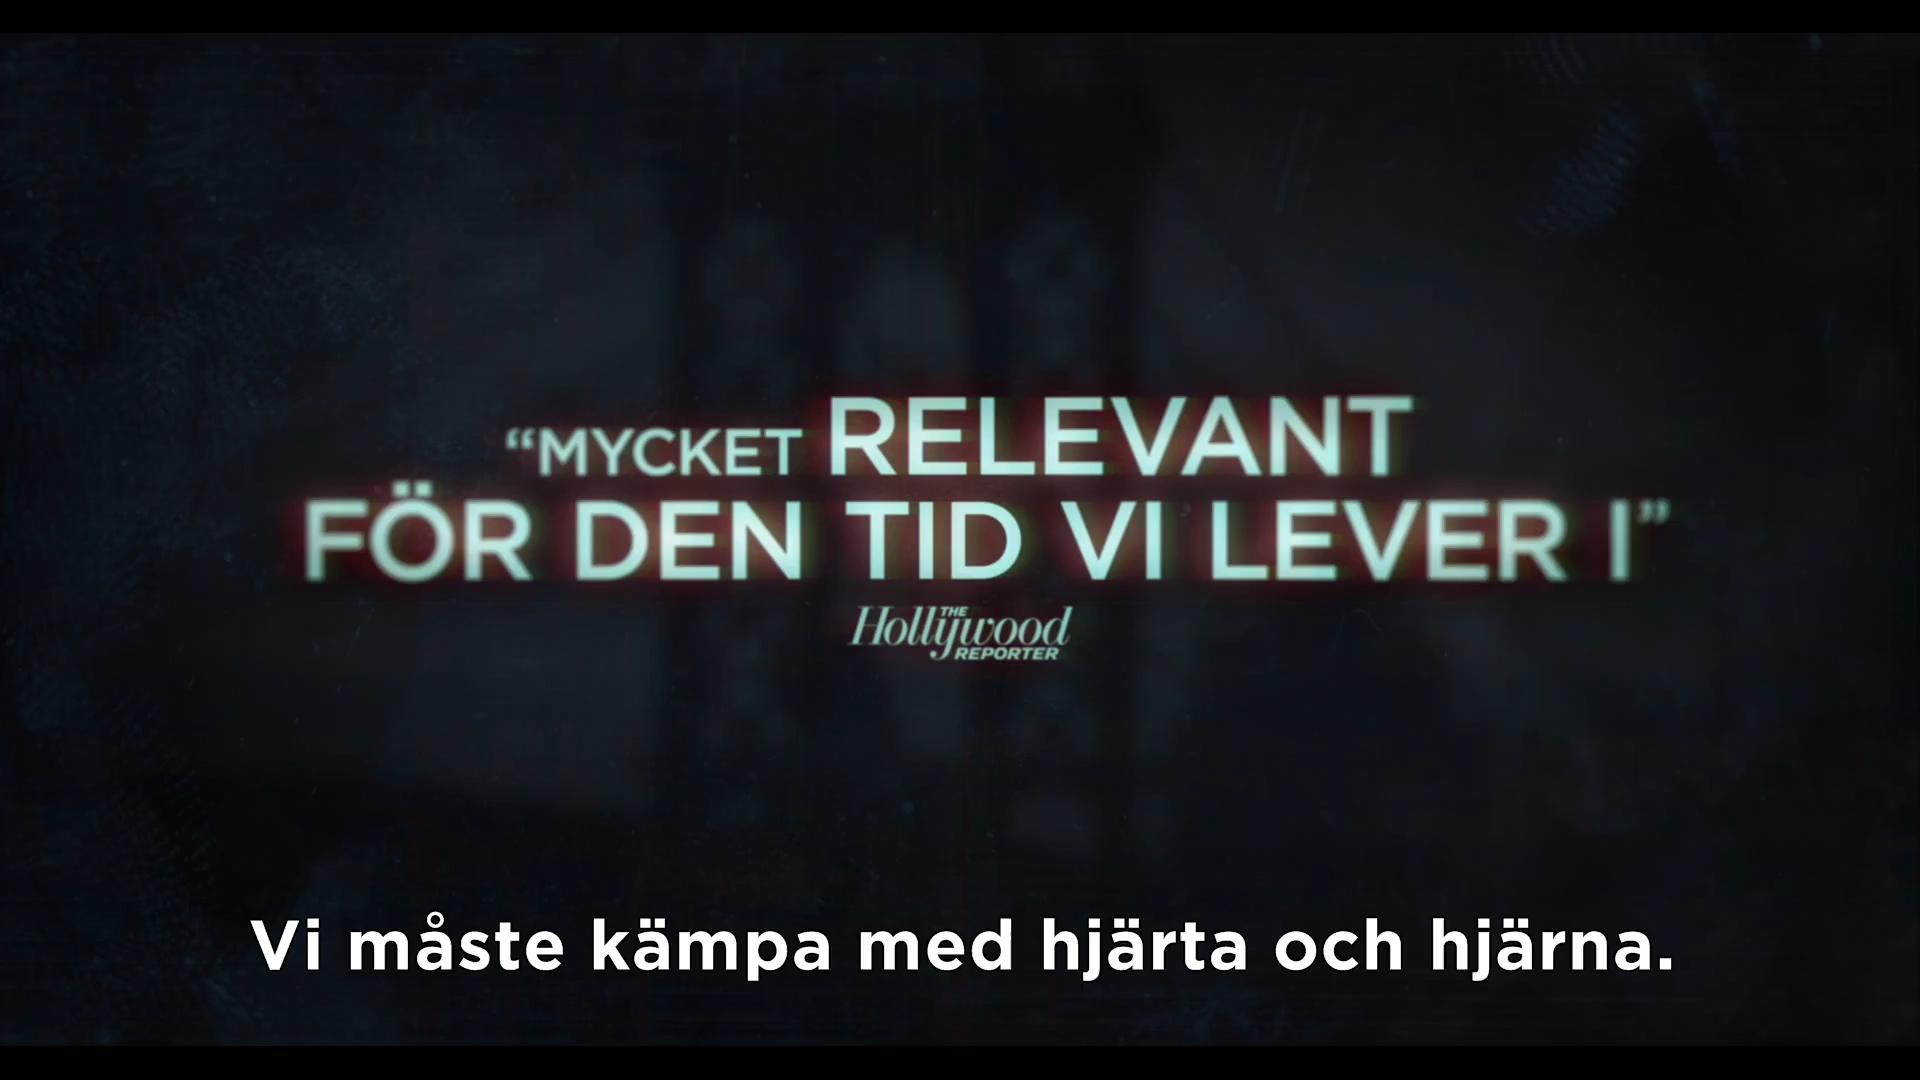 “MYCKET RELEVANT
FÖR DEN TID VI LEVER I”
THE
Hollywood
REPORTER
Vi måste kämpa med hjärta och hjärna.